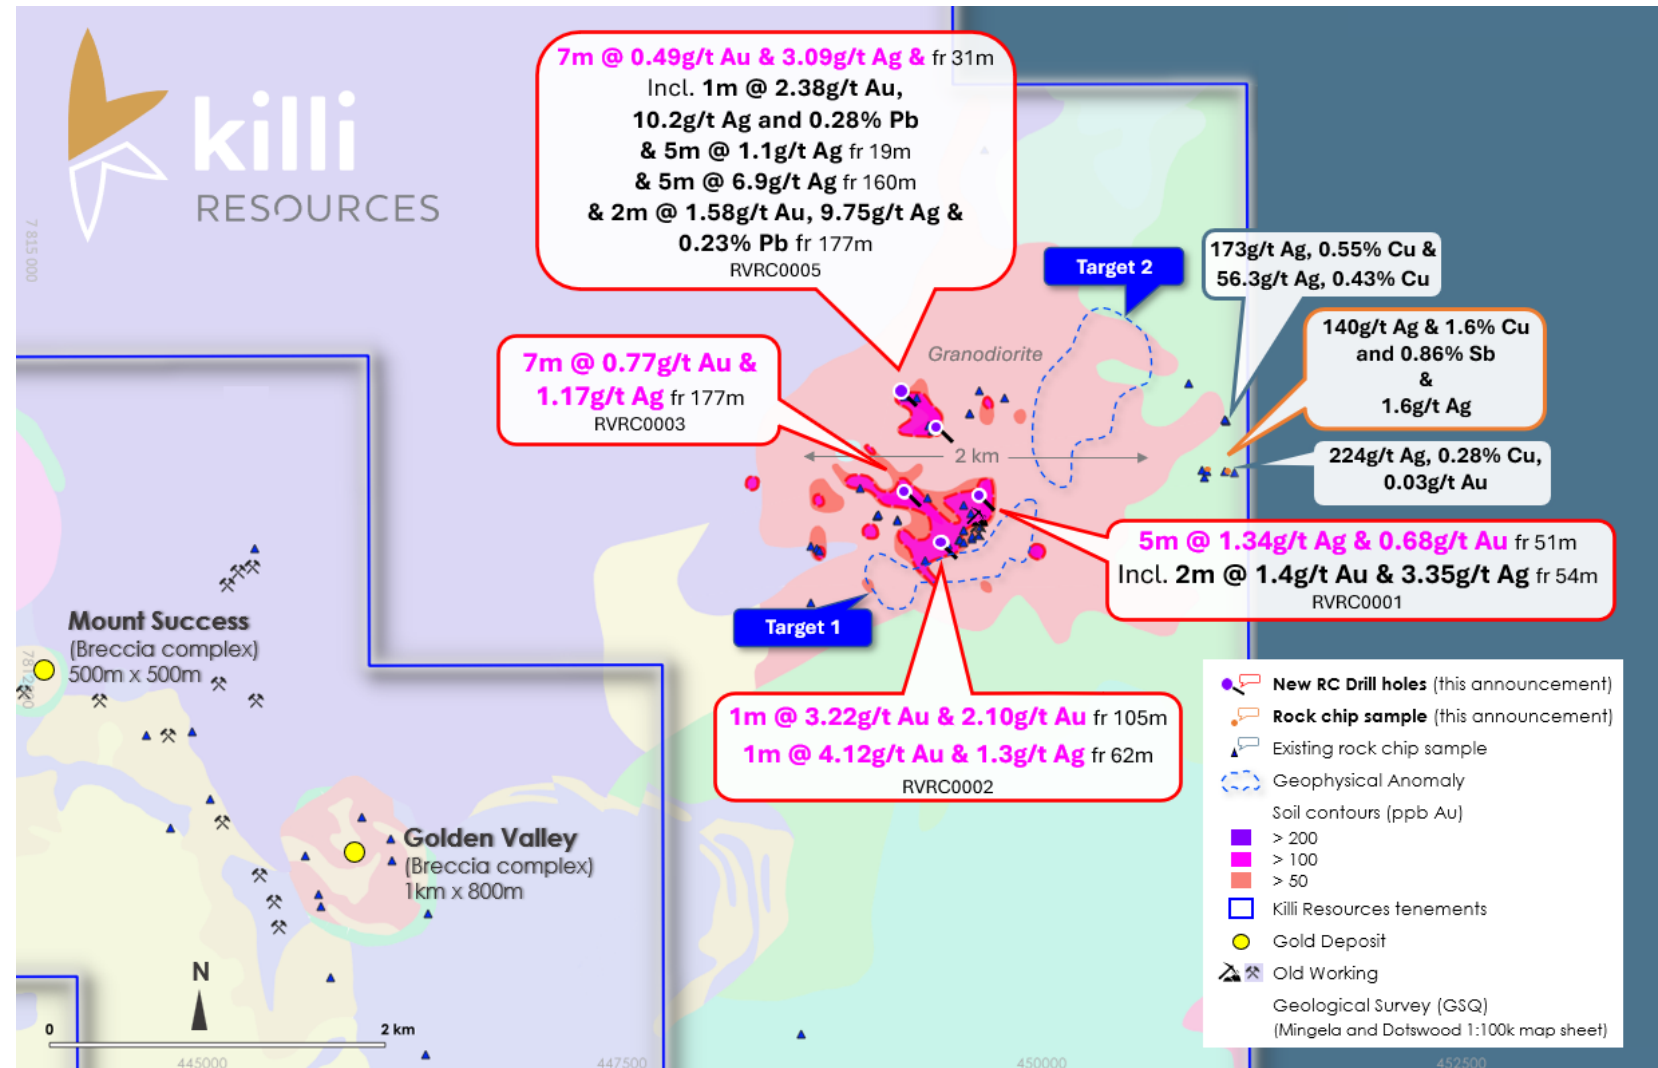 killi
RESOURCES
7m @ 0.49g/t Au & 3.09g/t Ag & fr 31m
Incl. 1m @ 2.38g/t Au,
10.2g/t Ag and 0.28% Pb
& 5m @ 1.1g/t Ag fr 19m
& 5m @ 6.9g/t Ag fr 160m
& 2m @ 1.58g/t Au, 9.75g/t Ag &
0.23% Pb fr 177m
RVRC0005
7 815 000
Target 2
173g/t Ag, 0.55% Cu &
56.3g/t Ag, 0.43% Cu
140g/t Ag & 1.6% Cu
and 0.86% Sb
&
1.6g/t Ag
Granodiorite
7m @ 0.77g/t Au &
1.17g/t Ag fr 177m
RVRC0003
2 km
224g/t Ag, 0.28% Cu,
0.03g/t Au
5m @ 1.34g/t Ag & 0.68g/t Au fr 51m
Incl. 2m @ 1.4g/t Au & 3.35g/t Ag fr 54m
RVRC0001
Target 1
Mount Success
(Breccia complex)
500m x 500m
1m @ 3.22g/t Au & 2.10g/t Au fr 105m
1m @ 4.12g/t Au & 1.3g/t Ag fr 62m
RVRC0002
Golden Valley
(Breccia complex)
1km x 800m
New RC Drill holes (this announcement)
Rock chip sample (this announcement)
Existing rock chip sample
Geophysical Anomaly
Soil contours (ppb Au)
> 200
> 100
> 50
Killi Resources tenements
Gold Deposit
Old Working
Geological Survey (GSQ)
(Mingela and Dotswood 1:100k map sheet)
N
0 2 km
445000 447500 450000 452500